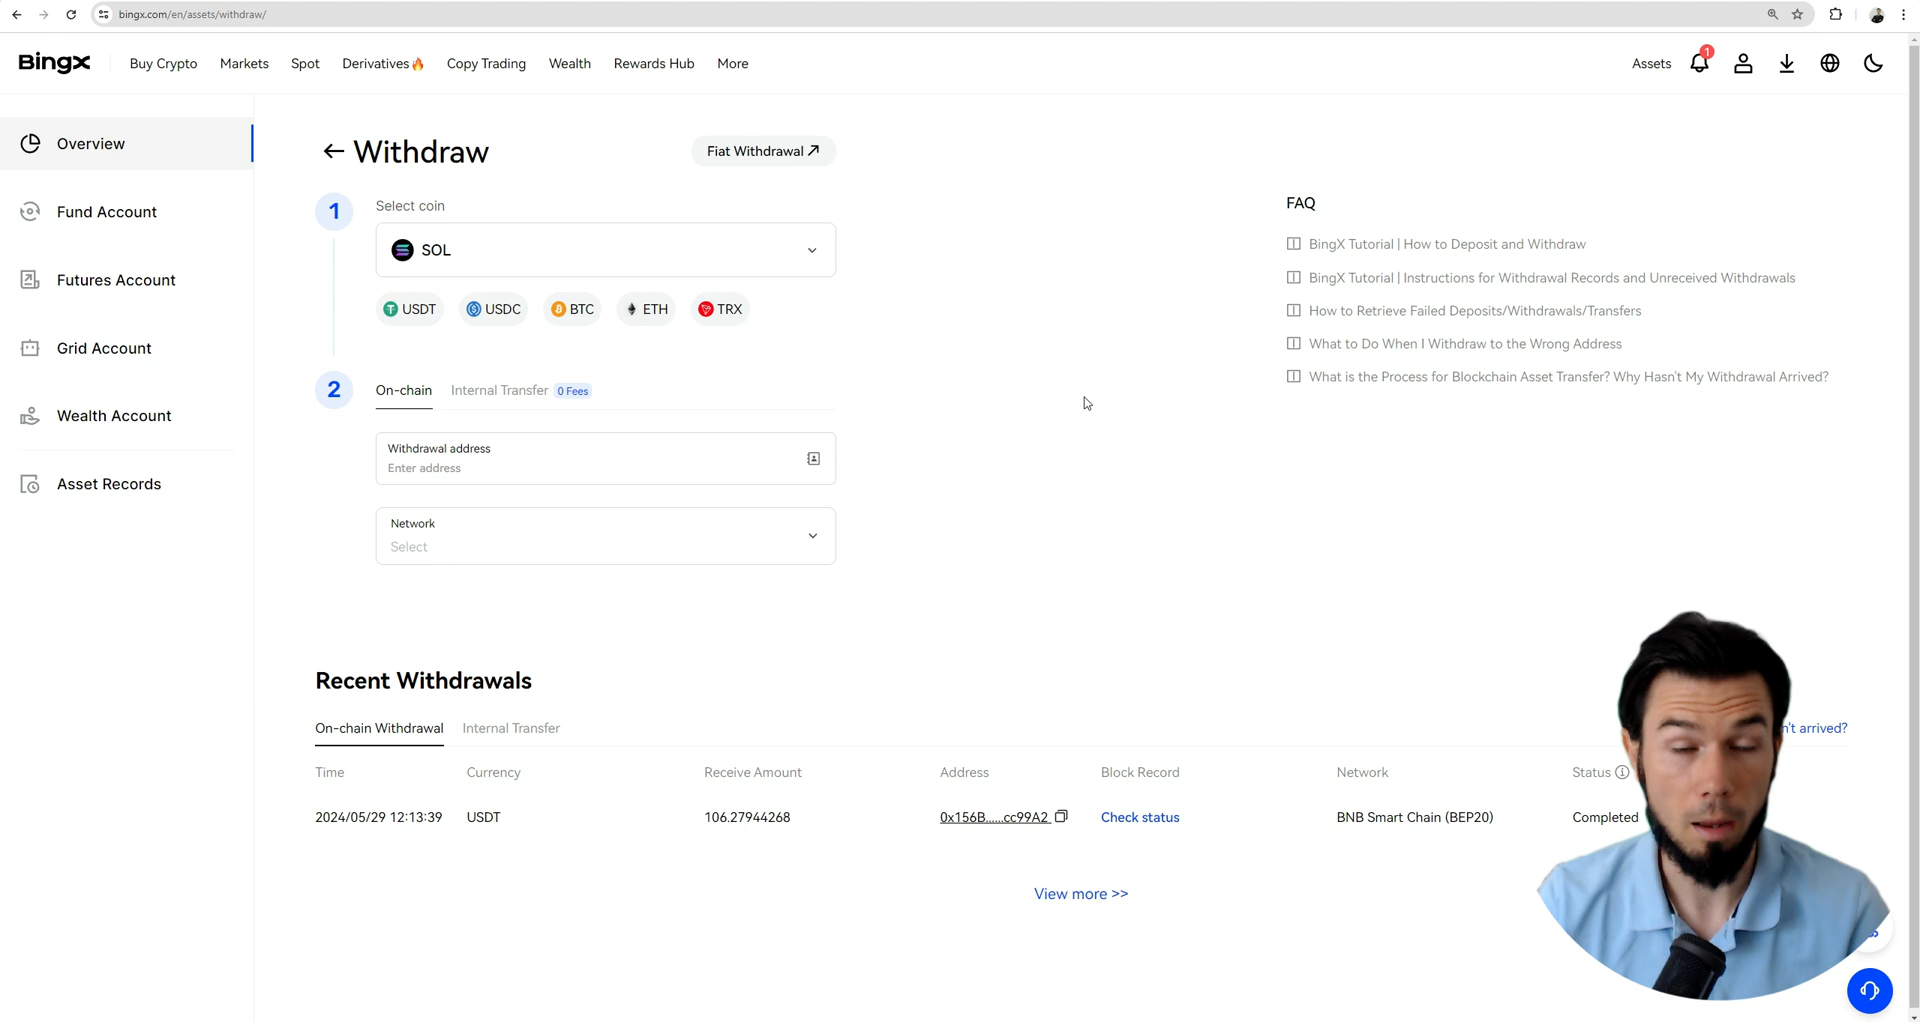 bingx.com/en/assets/withdraw/
BingX
Buy Crypto
Markets
Spot
Derivatives
Copy Trading
Wealth
Rewards Hub
More
Assets
1
Overview
Fund Account
Futures Account
Grid Account
Wealth Account
Asset Records
Withdraw
Fiat Withdrawal
1
Select coin
SOL
USDT
USDC
BTC
ETH
TRX
2
On-chain
Internal Transfer
0 Fees
Withdrawal address
Enter address
Network
Select
FAQ
BingX Tutorial | How to Deposit and Withdraw
BingX Tutorial | Instructions for Withdrawal Records and Unreceived Withdrawals
How to Retrieve Failed Deposits/Withdrawals/Transfers
What to Do When I Withdraw to the Wrong Address
What is the Process for Blockchain Asset Transfer? Why Hasn't My Withdrawal Arrived?
Recent Withdrawals
On-chain Withdrawal
Internal Transfer
arrived?
Time
Currency
Receive Amount
Address
Block Record
Network
Status
2024/05/29 12:13:39
USDT
106.27944268
0x156B......cc99A2
Check status
BNB Smart Chain (BEP20)
Completed
View more >>